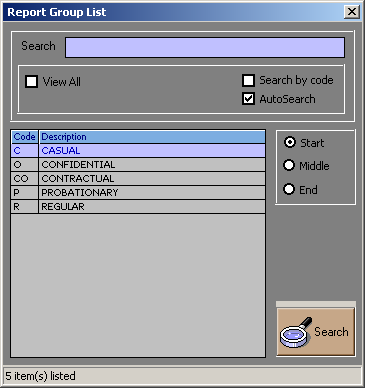 Report Group List
Search
View All
Search by code
AutoSearch
Code Description
C CASUAL
O CONFIDENTIAL
CO CONTRACTUAL
P PROBATIONARY
R REGULAR
Start
Middle
End
Search
5 item(s) listed